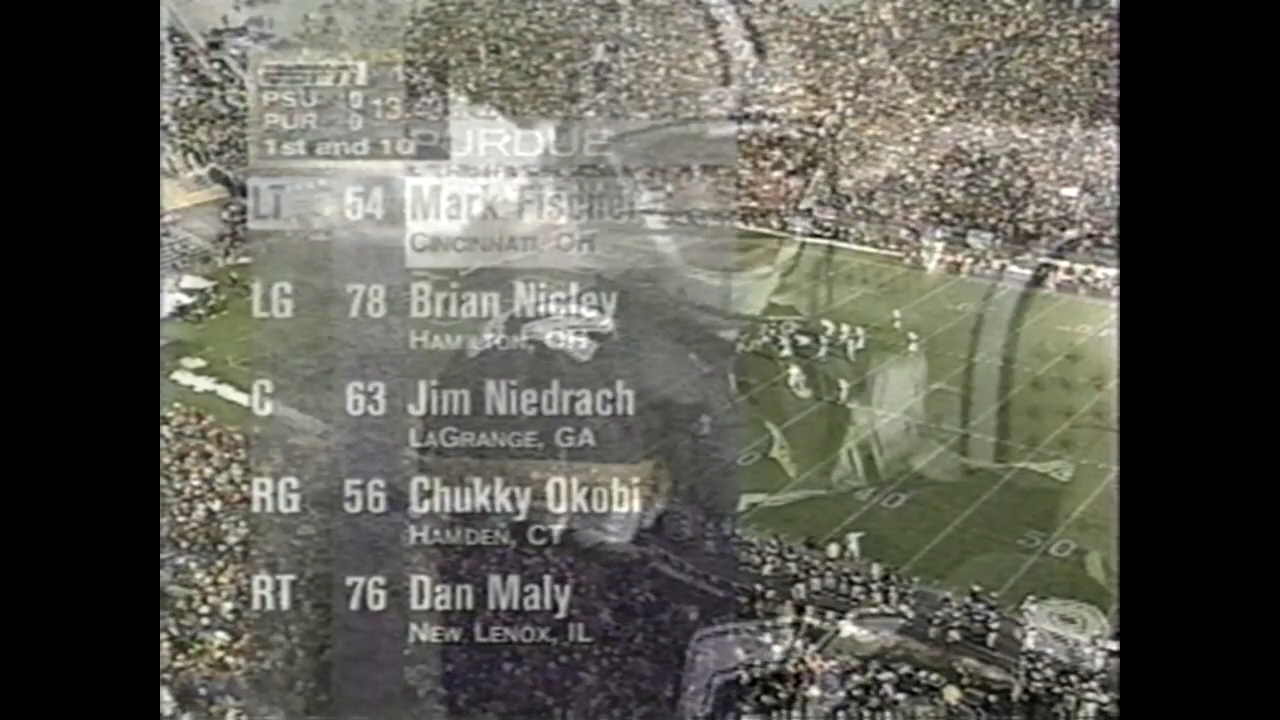 ESPN
PSU 0 13:
PUR 0
1st and 10
PURDUE
LT 54 Mark Fischer
CINCINNATI, OH
LG 78 Brian Nicley
HAMILTON, OH
C 63 Jim Niedrach
LAGRANGE, GA
RG 56 Chukky Okobi
HAMDEN, CT
RT 76 Dan Maly
NEW LENOX, IL
40
50